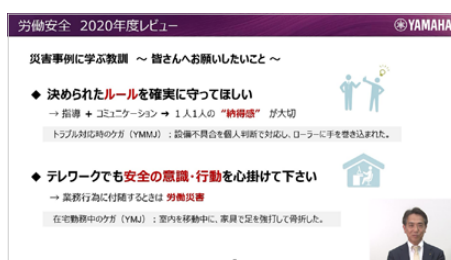 労働安全 2020年度レビュー
YAMAHA
災害事例に学ぶ教訓 ～ 皆さんへお願いしたいこと ～
◆ 決められたルールを確実に守ってほしい
→ 指導 + コミュニケーション → 1人1人の “納得感” が大切
トラブル対応時のケガ（YMMJ）；設備不具合を個人判断で対応し、ローラーに手を巻き込まれた。
◆ テレワークでも安全の意識・行動を心掛けて下さい
→ 業務行為に付随するときは 労働災害
在宅勤務中のケガ（YMJ）；室内を移動中に、家具で足を強打して骨折した。